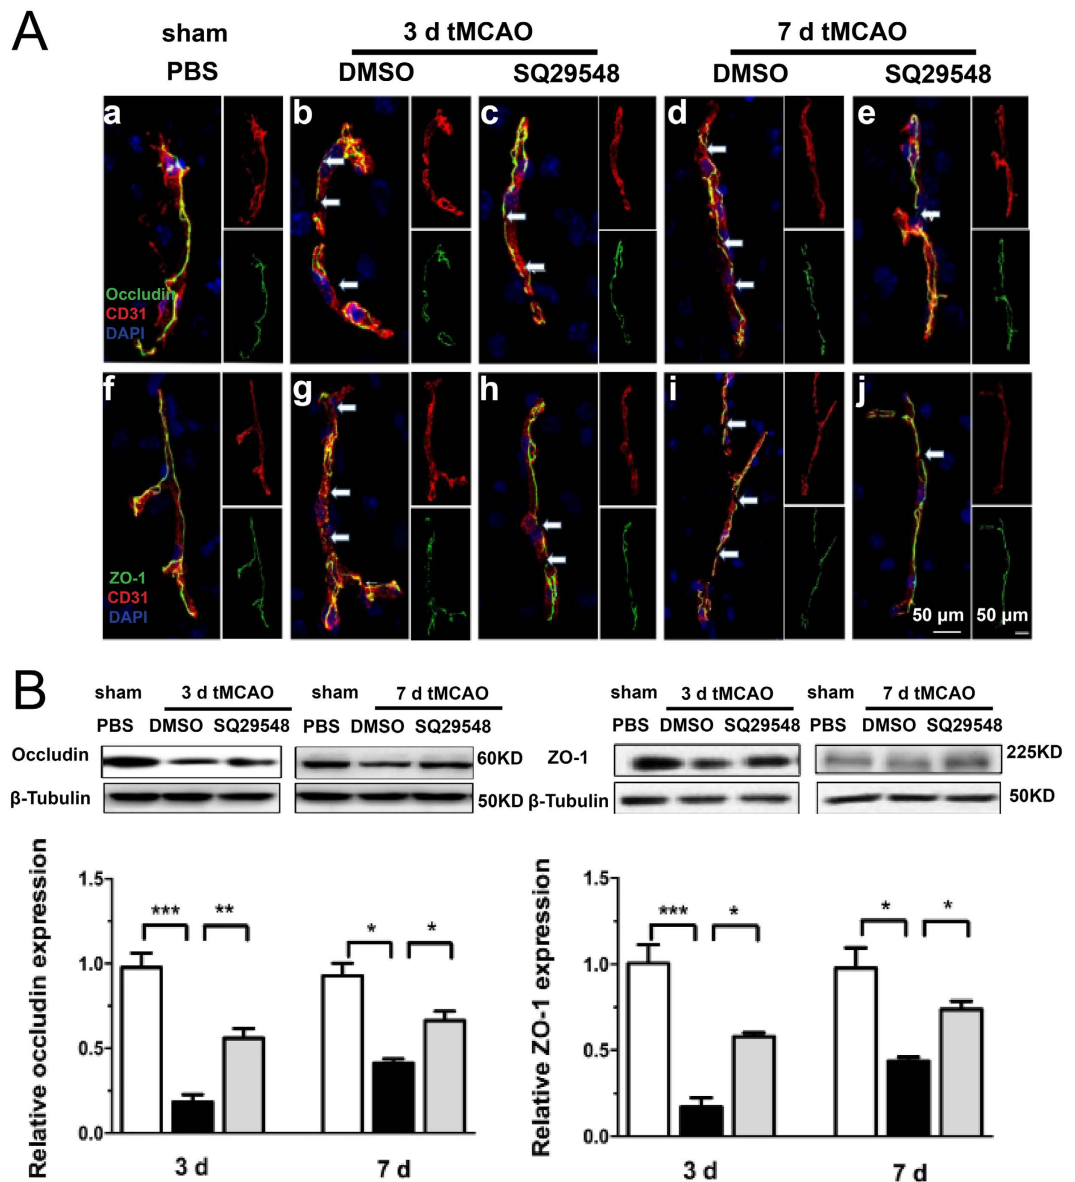 A
sham 3 d tMCAO 7 d tMCAO
PBS DMSO SQ29548 DMSO SQ29548
a b c d e
Occludin
CD31
DAPI
f g h i j
ZO-1
CD31
DAPI
50 µm 50 µm
B
sham 3 d tMCAO sham 7 d tMCAO sham 3 d tMCAO sham 7 d tMCAO
PBS DMSO SQ29548 PBS DMSO SQ29548 PBS DMSO SQ29548 PBS DMSO SQ29548
Occludin 60KD ZO-1 225KD
β-Tubulin 50KD β-Tubulin 50KD
Relative occludin expression
1.5
1.0
0.5
0.0
*** ** * *
3 d 7 d
Relative ZO-1 expression
1.5
1.0
0.5
0.0
*** * * *
3 d 7 d